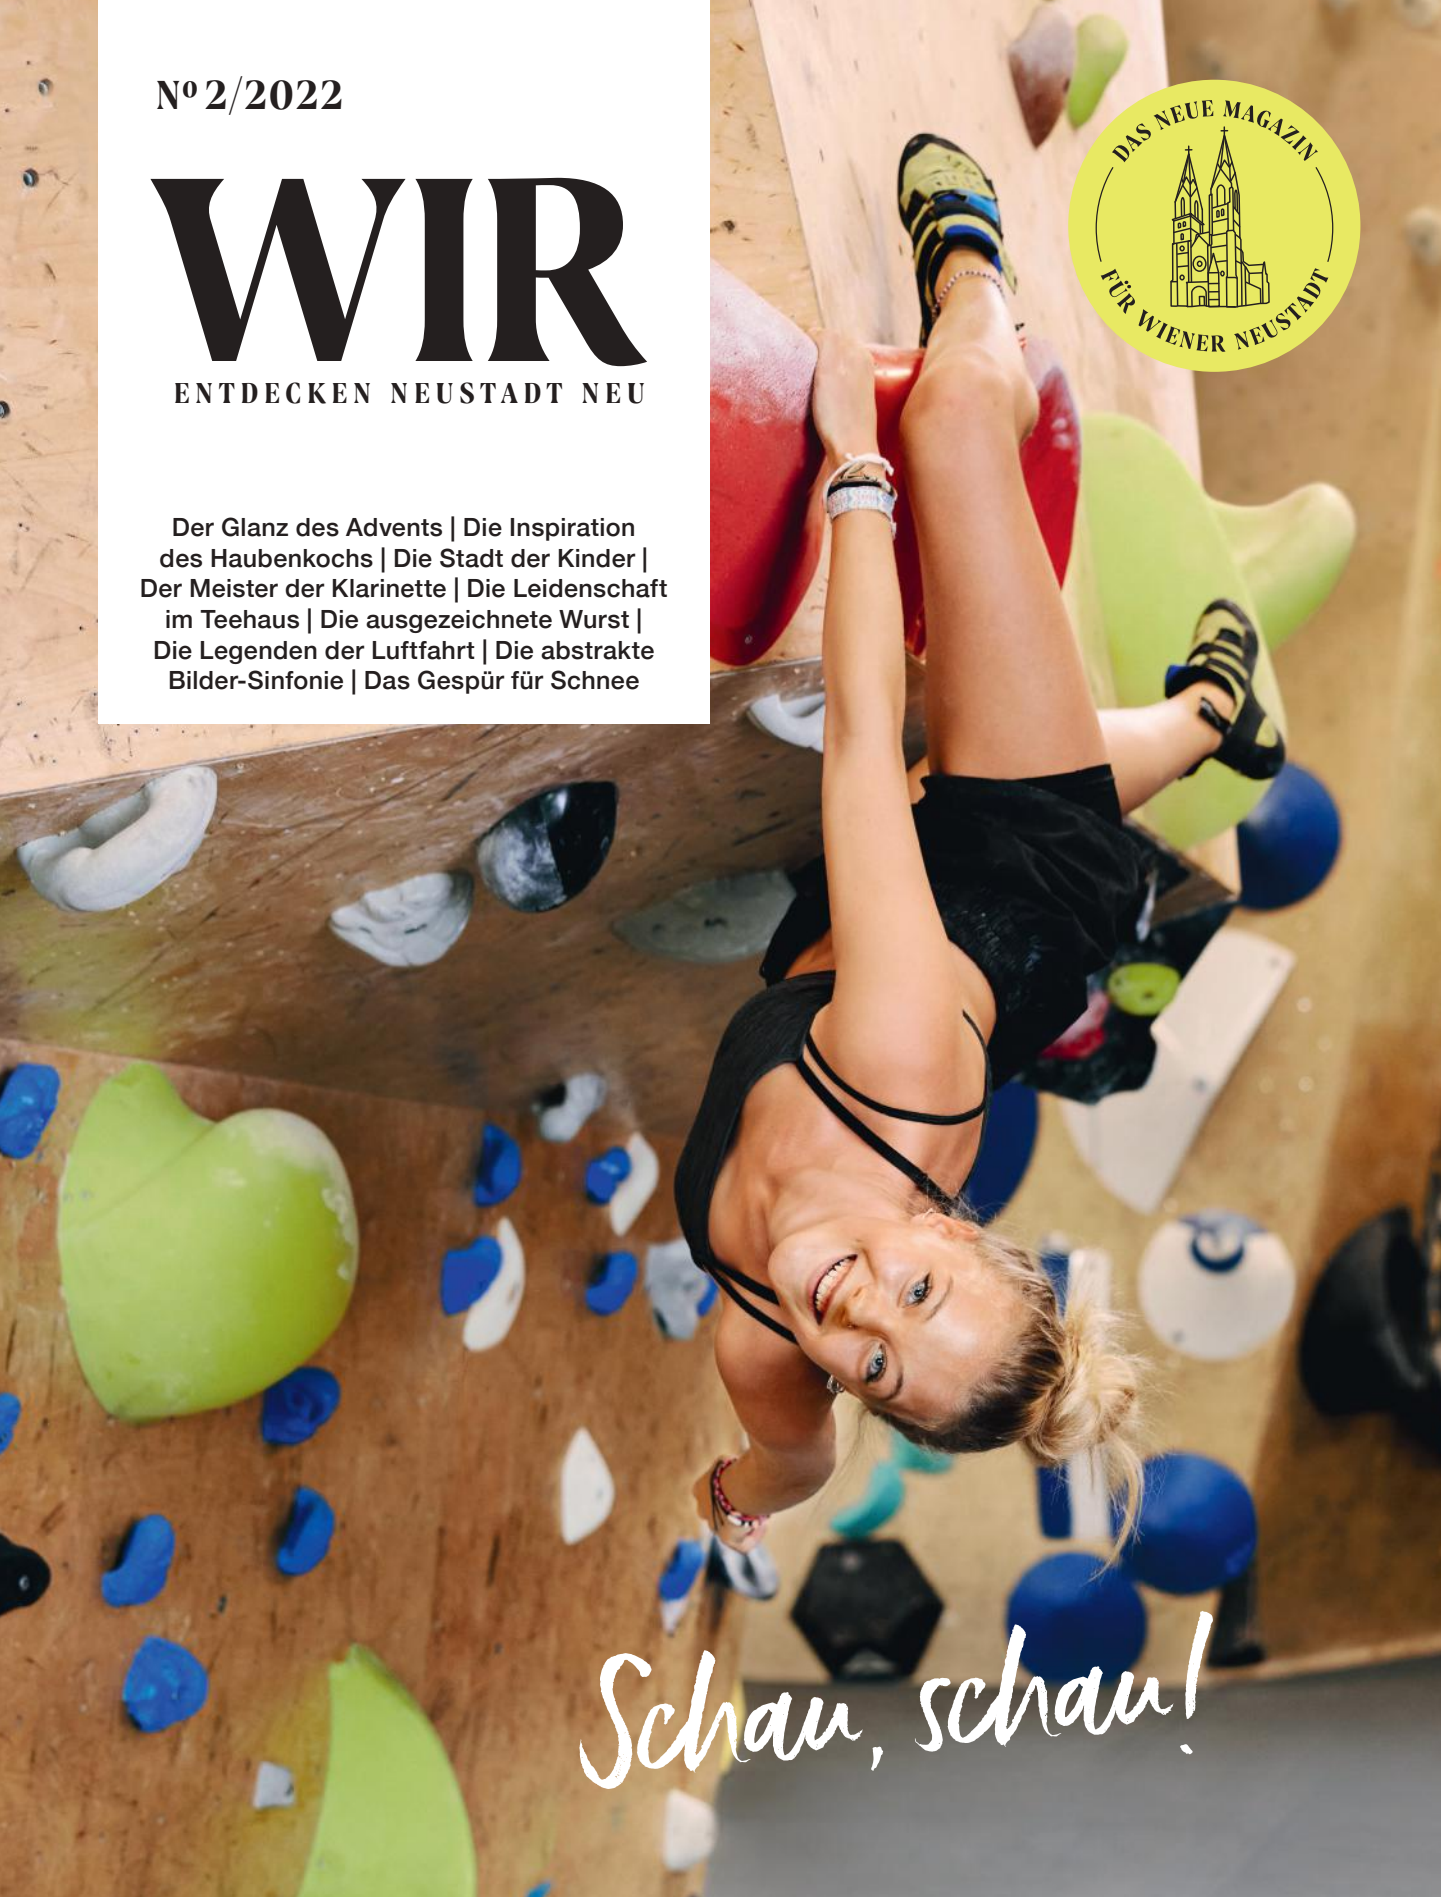 Nº 2/2022
WIR
ENTDECKEN NEUSTADT NEU
Der Glanz des Advents | Die Inspiration
des Haubenkochs | Die Stadt der Kinder |
Der Meister der Klarinette | Die Leidenschaft
im Teehaus | Die ausgezeichnete Wurst |
Die Legenden der Luftfahrt | Die abstrakte
Bilder-Sinfonie | Das Gespür für Schnee
DAS NEUE MAGAZIN
FÜR WIENER NEUSTADT
Schau, schau!